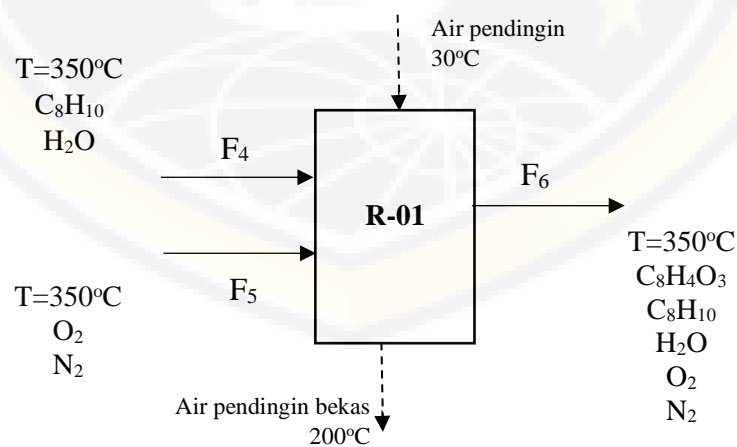 Air pendingin
30°C
T=350°C
C₈H₁₀
H₂O
F₄
F₆
R-01
T=350°C
C₈H₄O₃
C₈H₁₀
H₂O
O₂
N₂
F₅
T=350°C
O₂
N₂
Air pendingin bekas
200°C